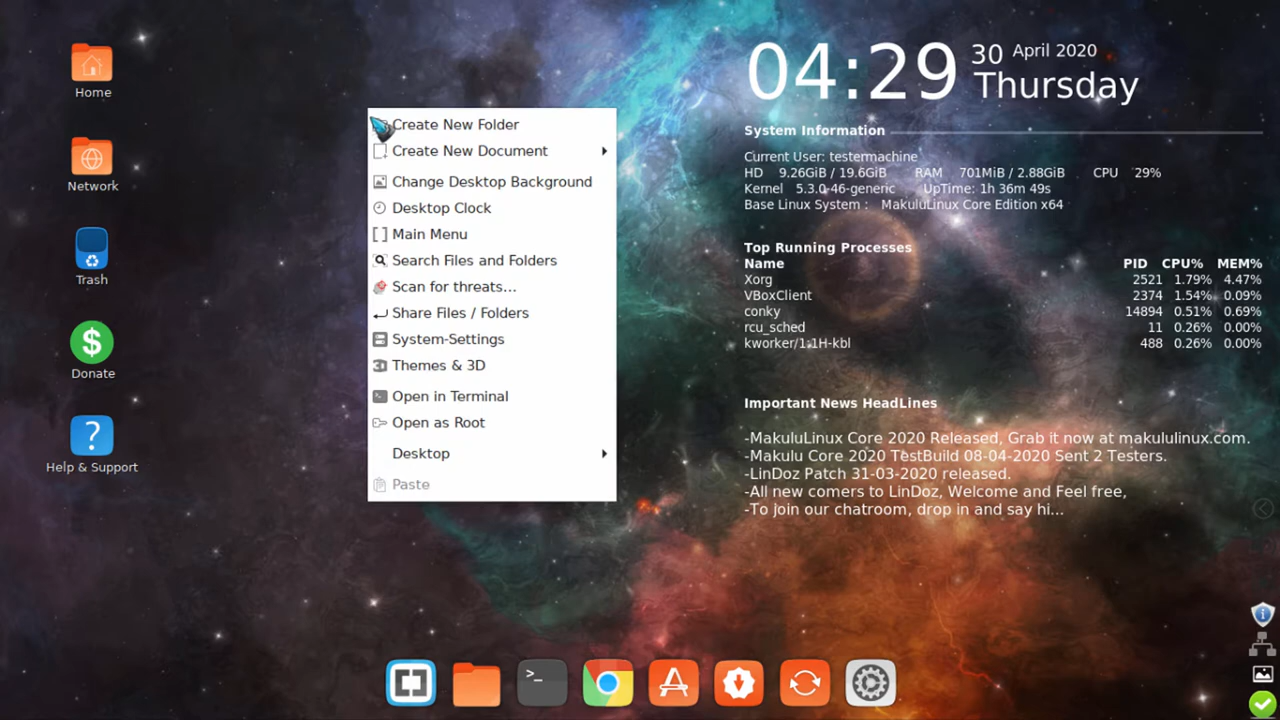 Home
Network
Trash
Donate
Help & Support
Create New Folder
Create New Document
Change Desktop Background
Desktop Clock
Main Menu
Search Files and Folders
Scan for threats...
Share Files / Folders
System-Settings
Themes & 3D
Open in Terminal
Open as Root
Desktop
Paste
04:29 30 April 2020
Thursday
System Information
Current User: testermachine
HD 9.26GiB / 19.6GiB RAM 701MiB / 2.88GiB CPU 29%
Kernel 5.3.0-46-generic UpTime: 1h 36m 49s
Base Linux System : MakuluLinux Core Edition x64
Top Running Processes
Name PID CPU% MEM%
Xorg 2521 1.79% 4.47%
VBoxClient 2374 1.54% 0.09%
conky 14894 0.51% 0.69%
rcu_sched 11 0.26% 0.00%
kworker/1:1H-kbl 488 0.26% 0.00%
Important News HeadLines
-MakuluLinux Core 2020 Released, Grab it now at makululinux.com.
-Makulu Core 2020 TestBuild 08-04-2020 Sent 2 Testers.
-LinDoz Patch 31-03-2020 released.
-All new comers to LinDoz, Welcome and Feel free,
-To join our chatroom, drop in and say hi...